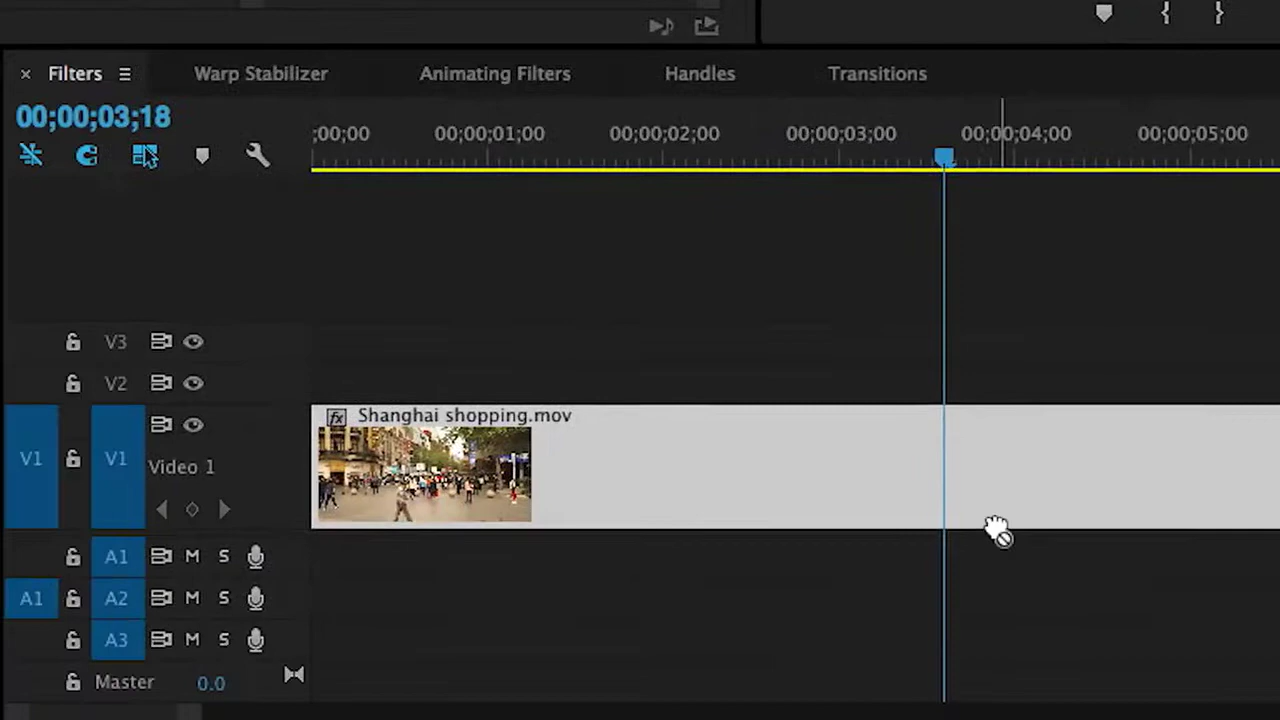 Filters
Warp Stabilizer
Animating Filters
Handles
Transitions
00;00;03;18
;00;00
00;00;01;00
00;00;02;00
00;00;03;00
00;00;04;00
00;00;05;00
V3
V2
fx Shanghai shopping.mov
V1
V1
Video 1
A1 M S
A1
A2 M S
A3 M S
Master
0.0